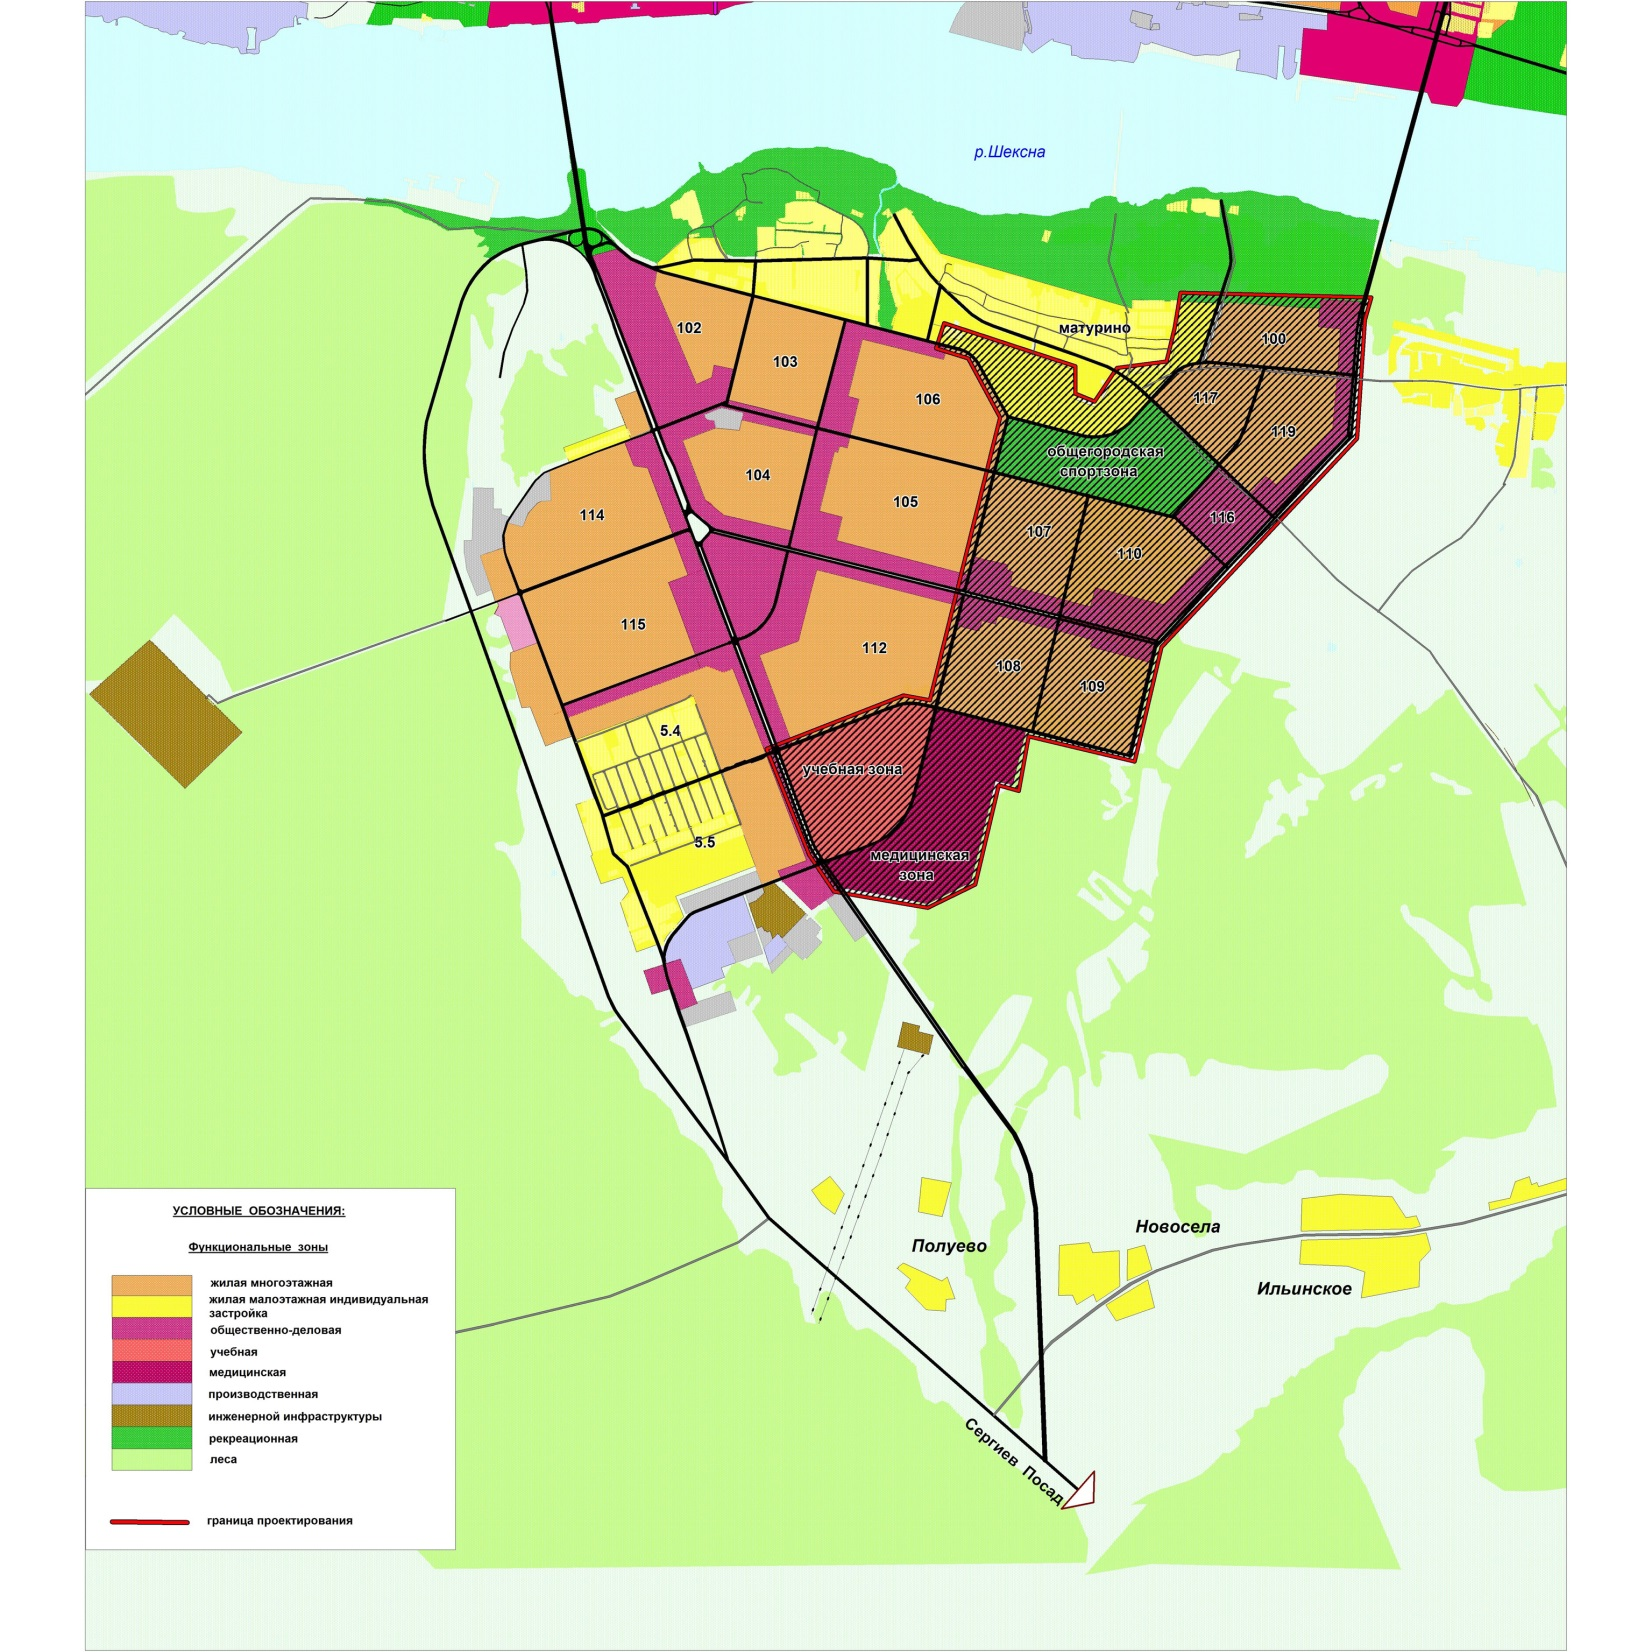 р.Шексна
матурино
100
102
103
106
117
119
общегородская
спортзона
104
105
114
116
107
110
115
112
108
109
5.4
учебная зона
5.5
медицинская
зона
Новосела
Полуево
Ильинское
Сергиев Посад
УСЛОВНЫЕ ОБОЗНАЧЕНИЯ:
Функциональные зоны
жилая многоэтажная
жилая малоэтажная индивидуальная
застройка
общественно-деловая
учебная
медицинская
производственная
инженерной инфраструктуры
рекреационная
леса
граница проектирования